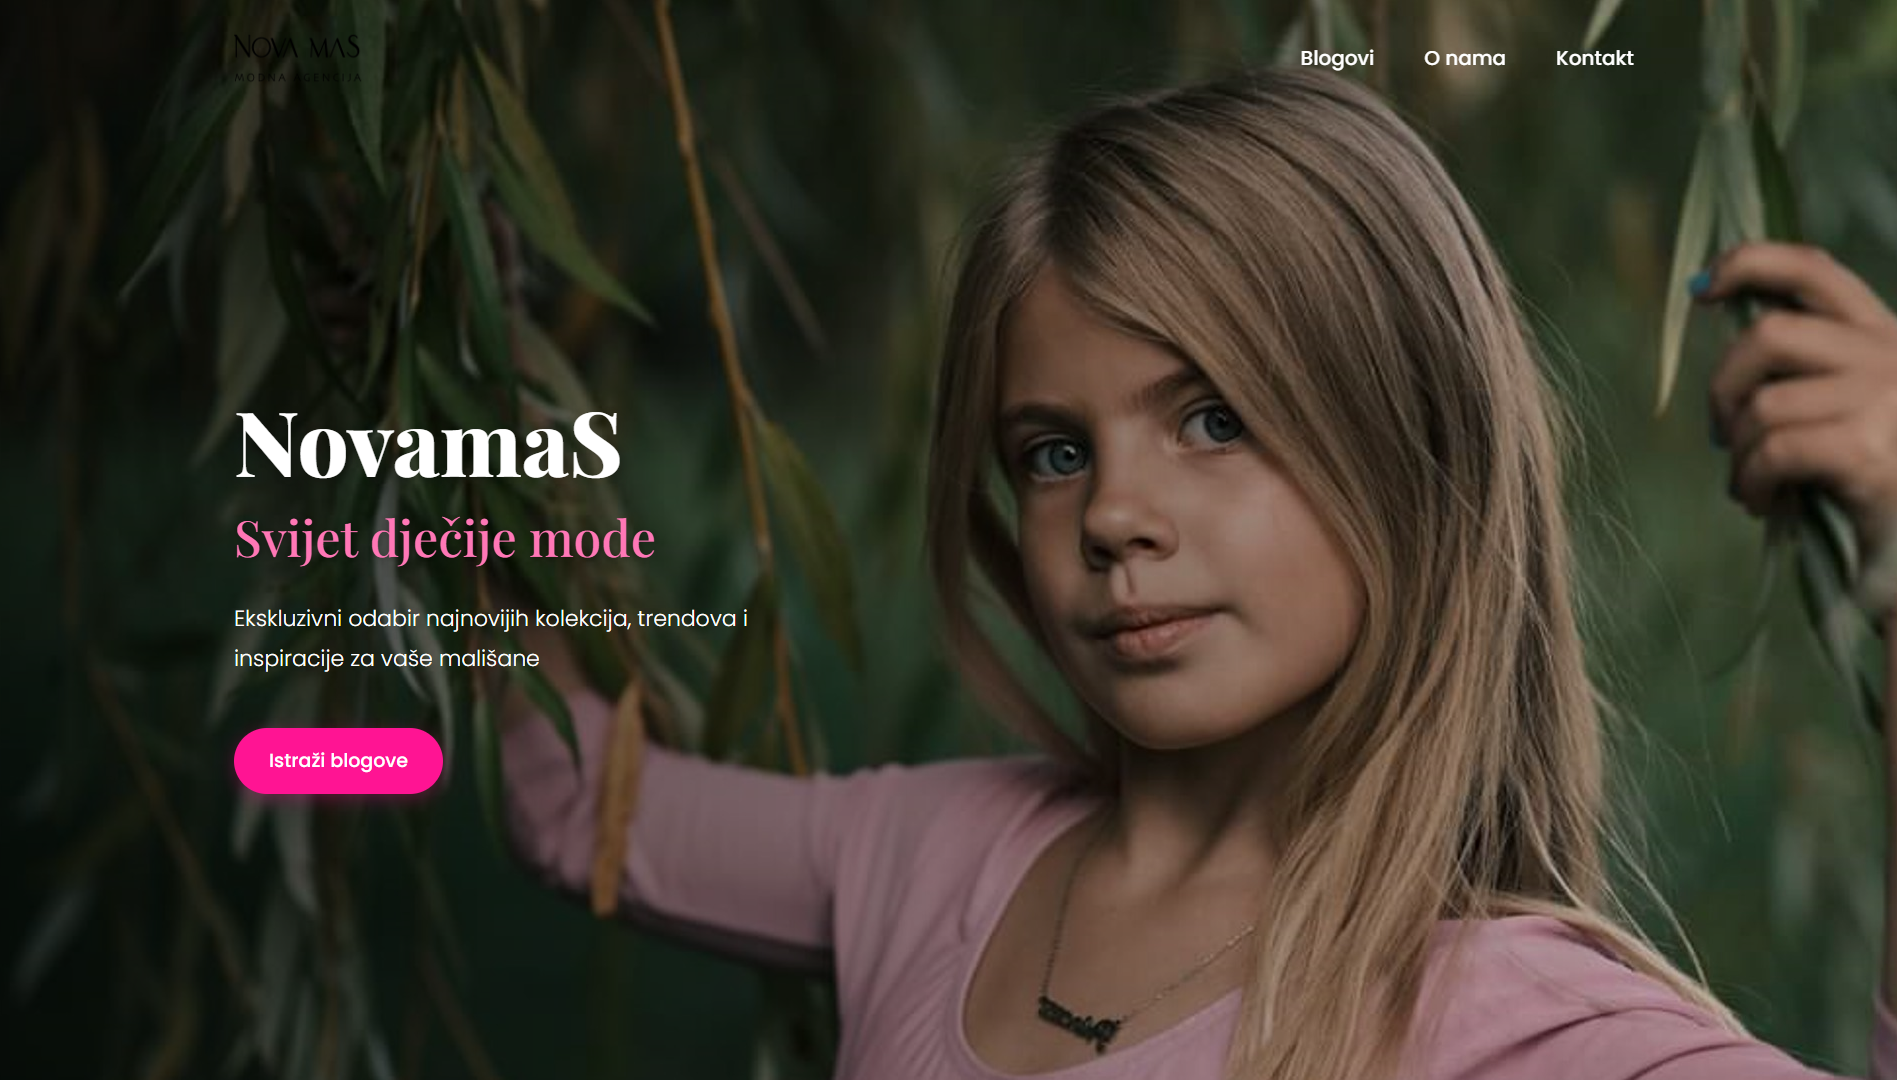 NOVA MAS
MODNA AGENCIJA
Blogovi
O nama
Kontakt
NovamaS
Svijet dječije mode
Ekskluzivni odabir najnovijih kolekcija, trendova i
inspiracije za vaše mališane
Istraži blogove